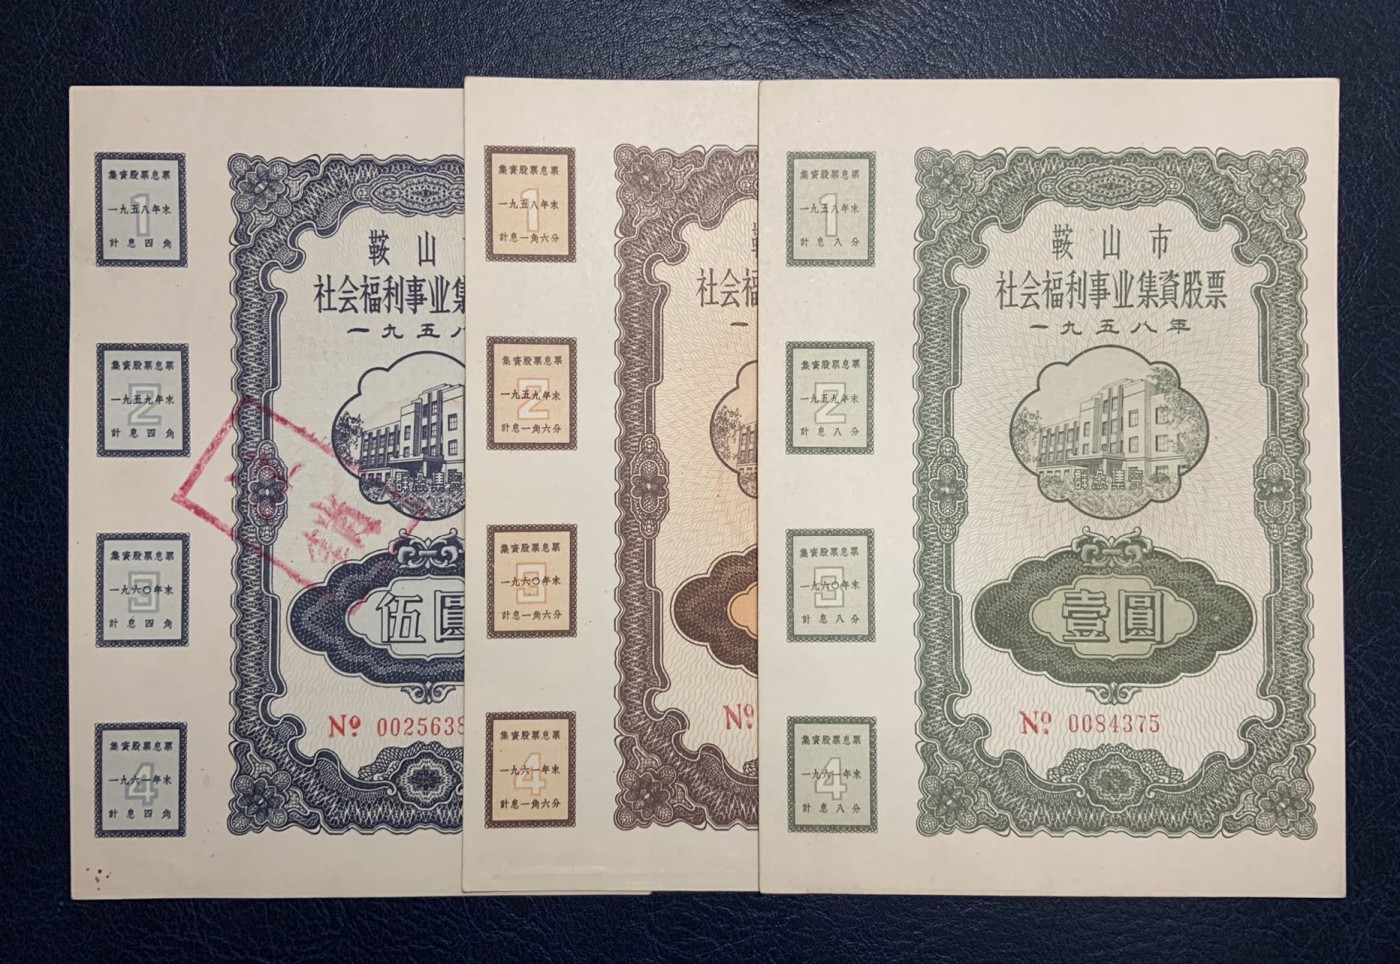 集資股票息票
一九五八年末
1
計息四角
集資股票息票
一九五九年末
2
計息四角
集資股票息票
一九六〇年末
3
計息四角
集資股票息票
一九六一年末
4
計息四角
鞍山
社会福利事业集
一九五八
伍圓
No. 0025638
集資股票息票
一九五八年末
1
計息一角六分
集資股票息票
一九五九年末
2
計息一角六分
集資股票息票
一九六〇年末
3
計息一角六分
集資股票息票
一九六一年末
4
計息一角六分
社会福
一
No.
集資股票息票
一九五八年末
1
計息八分
集資股票息票
一九五九年末
2
計息八分
集資股票息票
一九六〇年末
3
計息八分
集資股票息票
一九六一年末
4
計息八分
鞍山市
社会福利事业集資股票
一九五八年
壹圓
No. 0084375